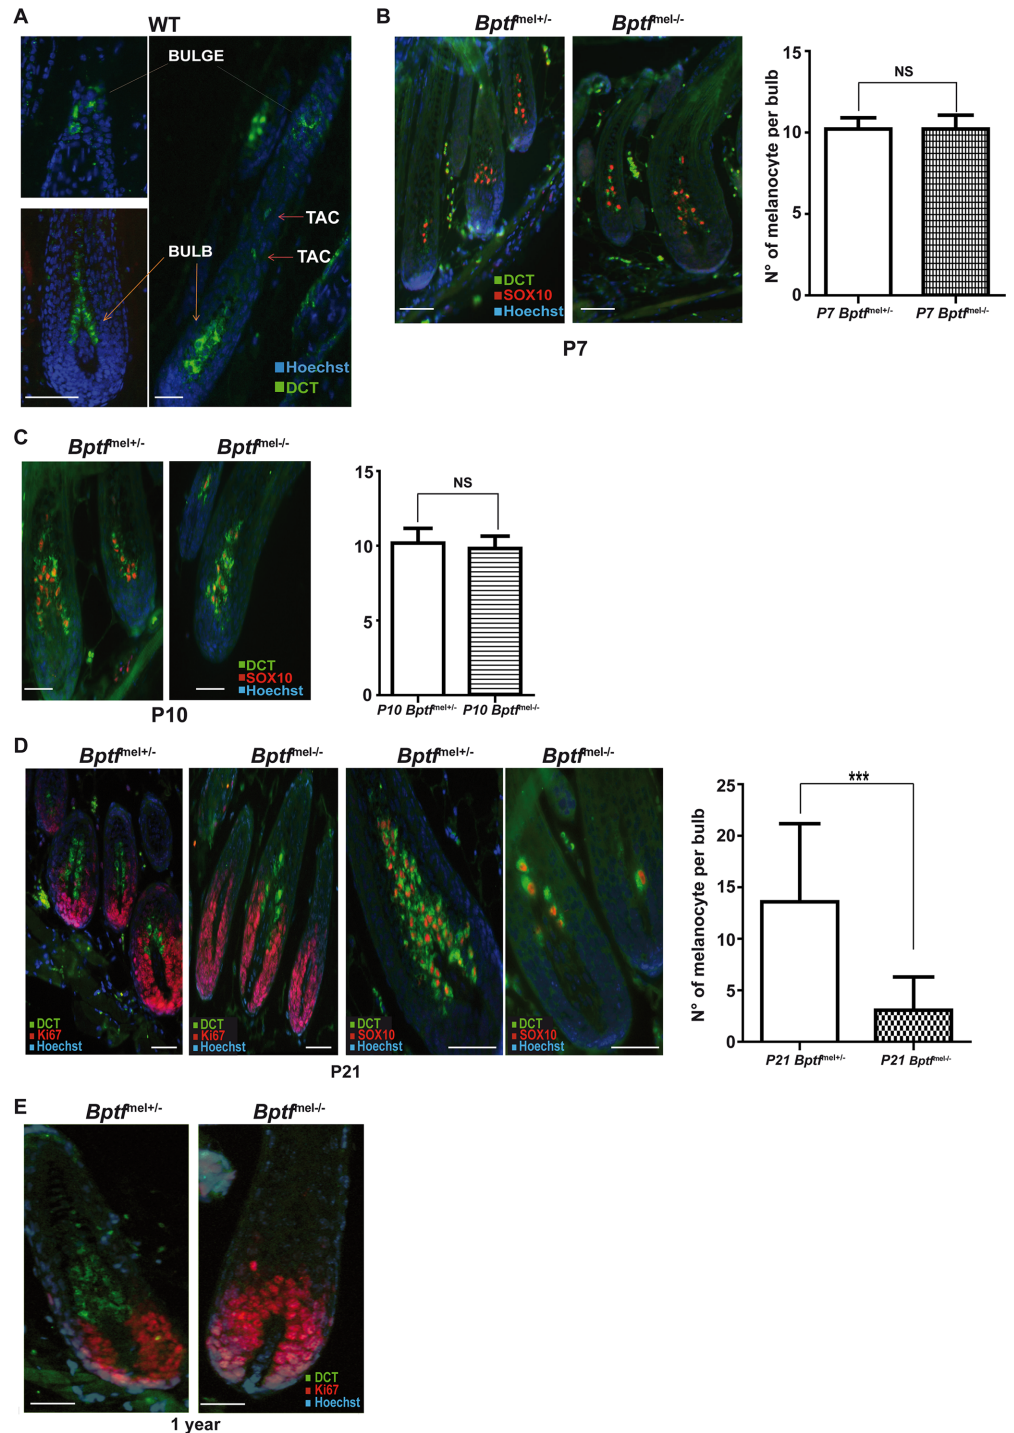 A
WT
BULGE
TAC
BULB
TAC
Hoechst
DCT
B
Bptf mel+/-
Bptf mel-/-
DCT
SOX10
Hoechst
P7
N° of melanocyte per bulb
15
10
5
0
NS
P7 Bptf mel+/-
P7 Bptf mel-/-
C
Bptf mel+/-
Bptf mel-/-
DCT
SOX10
Hoechst
P10
15
10
5
0
NS
P10 Bptf mel+/-
P10 Bptf mel-/-
D
Bptf mel+/-
Bptf mel-/-
Bptf mel+/-
Bptf mel-/-
DCT
Ki67
Hoechst
DCT
Ki67
Hoechst
DCT
SOX10
Hoechst
DCT
SOX10
Hoechst
P21
N° of melanocyte per bulb
25
20
15
10
5
0
***
P21 Bptf mel+/-
P21 Bptf mel-/-
E
Bptf mel+/-
Bptf mel-/-
DCT
Ki67
Hoechst
1 year